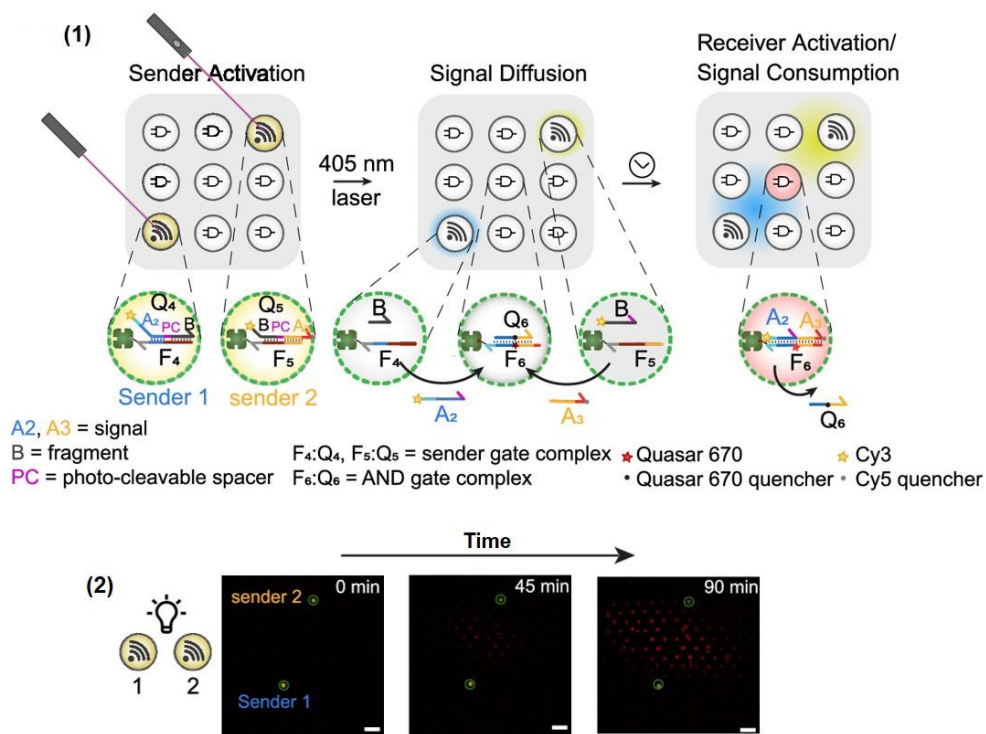 (1)
Sender Activation
Signal Diffusion
Receiver Activation/
Signal Consumption
405 nm
laser
Q₄
A₂
PC
B
F₄
Q₅
B
PC
A₃
F₅
B
F₄
Q₆
F₆
B
F₅
A₂
A₃
F₆
Q₆
Sender 1
sender 2
A₂
A₃
A2, A3 = signal
B = fragment
PC = photo-cleavable spacer
F₄:Q₄, F₅:Q₅ = sender gate complex
F₆:Q₆ = AND gate complex
Quasar 670
Quasar 670 quencher
Cy3
Cy5 quencher
Time
(2)
1
2
sender 2
0 min
Sender 1
45 min
90 min